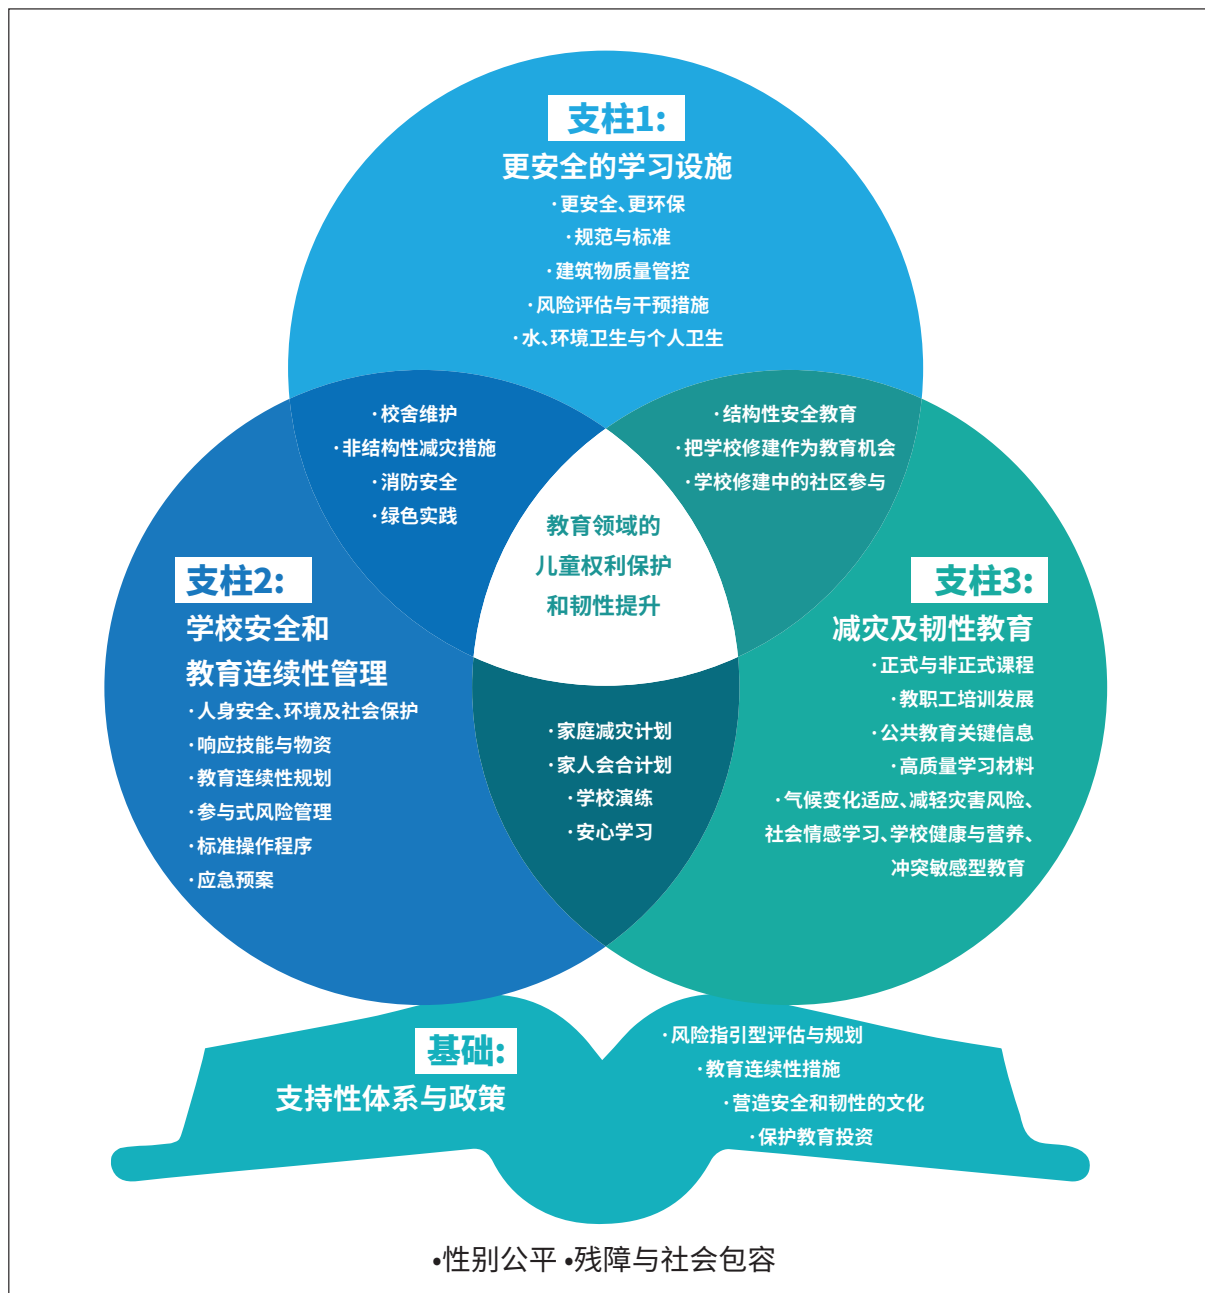 支柱1:
更安全的学习设施
·更安全、更环保
·规范与标准
·建筑物质量管控
·风险评估与干预措施
·水、环境卫生与个人卫生
·校舍维护
·非结构性减灾措施
·消防安全
·绿色实践
·结构性安全教育
·把学校修建作为教育机会
·学校修建中的社区参与
教育领域的
儿童权利保护
和韧性提升
支柱2:
学校安全和
教育连续性管理
·人身安全、环境及社会保护
·响应技能与物资
·教育连续性规划
·参与式风险管理
·标准操作程序
·应急预案
支柱3:
减灾及韧性教育
·正式与非正式课程
·教职工培训发展
·公共教育关键信息
·高质量学习材料
·气候变化适应、减轻灾害风险、
社会情感学习、学校健康与营养、
冲突敏感型教育
·家庭减灾计划
·家人会合计划
·学校演练
·安心学习
基础:
支持性体系与政策
·风险指引型评估与规划
·教育连续性措施
·营造安全和韧性的文化
·保护教育投资
•性别公平 •残障与社会包容